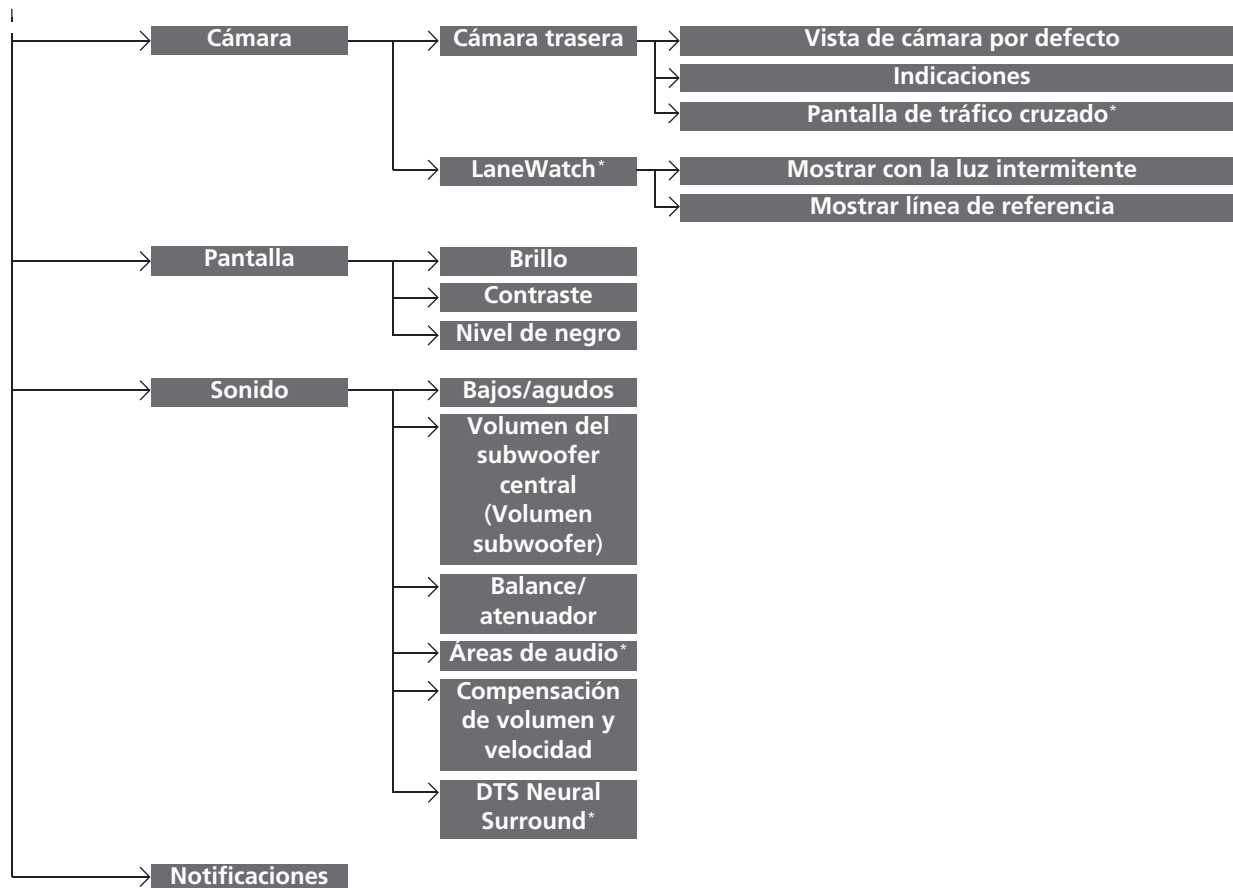 Cámara
Cámara trasera
Vista de cámara por defecto
Indicaciones
Pantalla de tráfico cruzado*
LaneWatch*
Mostrar con la luz intermitente
Mostrar línea de referencia
Pantalla
Brillo
Contraste
Nivel de negro
Sonido
Bajos/agudos
Volumen del
subwoofer
central
(Volumen
subwoofer)
Balance/
atenuador
Áreas de audio*
Compensación
de volumen y
velocidad
DTS Neural
Surround*
Notificaciones